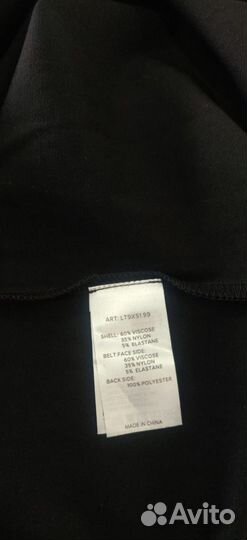 ART: LT9X5199
SHELL: 60% VISCOSE
35% NYLON
5% ELASTANE
BELT:FACE SIDE:
60% VISCOSE
35% NYLON
5% ELASTANE
BACK SIDE:
100% POLYESTER
MADE IN CHINA
Avito